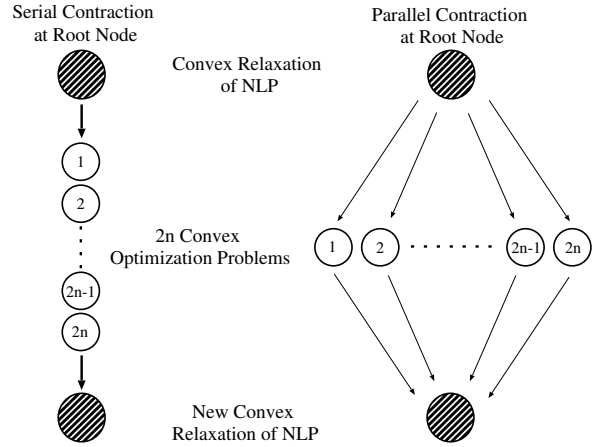 Serial Contraction
at Root Node
Parallel Contraction
at Root Node
Convex Relaxation
of NLP
1
2
2n Convex
Optimization Problems
2n-1
2n
1
2
2n-1
2n
New Convex
Relaxation of NLP